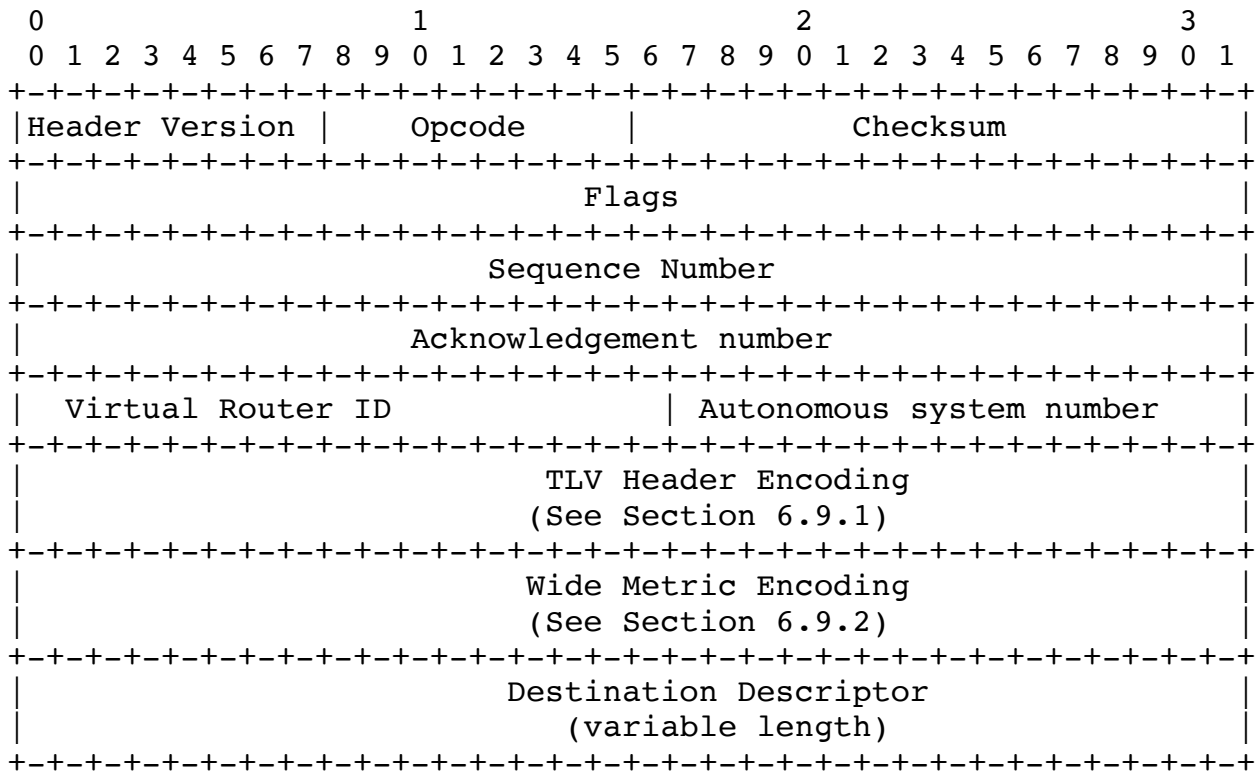 0                   1                   2                   3
 0 1 2 3 4 5 6 7 8 9 0 1 2 3 4 5 6 7 8 9 0 1 2 3 4 5 6 7 8 9 0 1
+-+-+-+-+-+-+-+-+-+-+-+-+-+-+-+-+-+-+-+-+-+-+-+-+-+-+-+-+-+-+-+-+
|Header Version |    Opcode     |           Checksum            |
+-+-+-+-+-+-+-+-+-+-+-+-+-+-+-+-+-+-+-+-+-+-+-+-+-+-+-+-+-+-+-+-+
|                             Flags                             |
+-+-+-+-+-+-+-+-+-+-+-+-+-+-+-+-+-+-+-+-+-+-+-+-+-+-+-+-+-+-+-+-+
|                        Sequence Number                        |
+-+-+-+-+-+-+-+-+-+-+-+-+-+-+-+-+-+-+-+-+-+-+-+-+-+-+-+-+-+-+-+-+
|                    Acknowledgement number                     |
+-+-+-+-+-+-+-+-+-+-+-+-+-+-+-+-+-+-+-+-+-+-+-+-+-+-+-+-+-+-+-+-+
|  Virtual Router ID              | Autonomous system number    |
+-+-+-+-+-+-+-+-+-+-+-+-+-+-+-+-+-+-+-+-+-+-+-+-+-+-+-+-+-+-+-+-+
|                           TLV Header Encoding                 |
|                          (See Section 6.9.1)                  |
+-+-+-+-+-+-+-+-+-+-+-+-+-+-+-+-+-+-+-+-+-+-+-+-+-+-+-+-+-+-+-+-+
|                          Wide Metric Encoding                 |
|                          (See Section 6.9.2)                  |
+-+-+-+-+-+-+-+-+-+-+-+-+-+-+-+-+-+-+-+-+-+-+-+-+-+-+-+-+-+-+-+-+
|                         Destination Descriptor                |
|                            (variable length)                  |
+-+-+-+-+-+-+-+-+-+-+-+-+-+-+-+-+-+-+-+-+-+-+-+-+-+-+-+-+-+-+-+-+